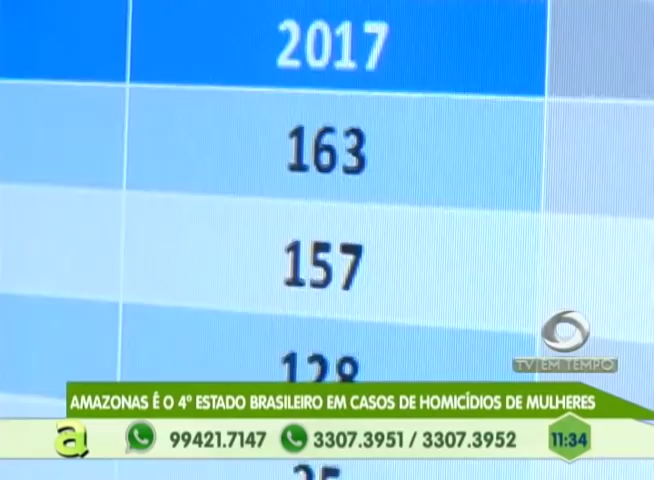 2017
163
157
128
TV EM TEMPO
AMAZONAS É O 4º ESTADO BRASILEIRO EM CASOS DE HOMICÍDIOS DE MULHERES
a 99421.7147 3307.3951 / 3307.3952 11:34